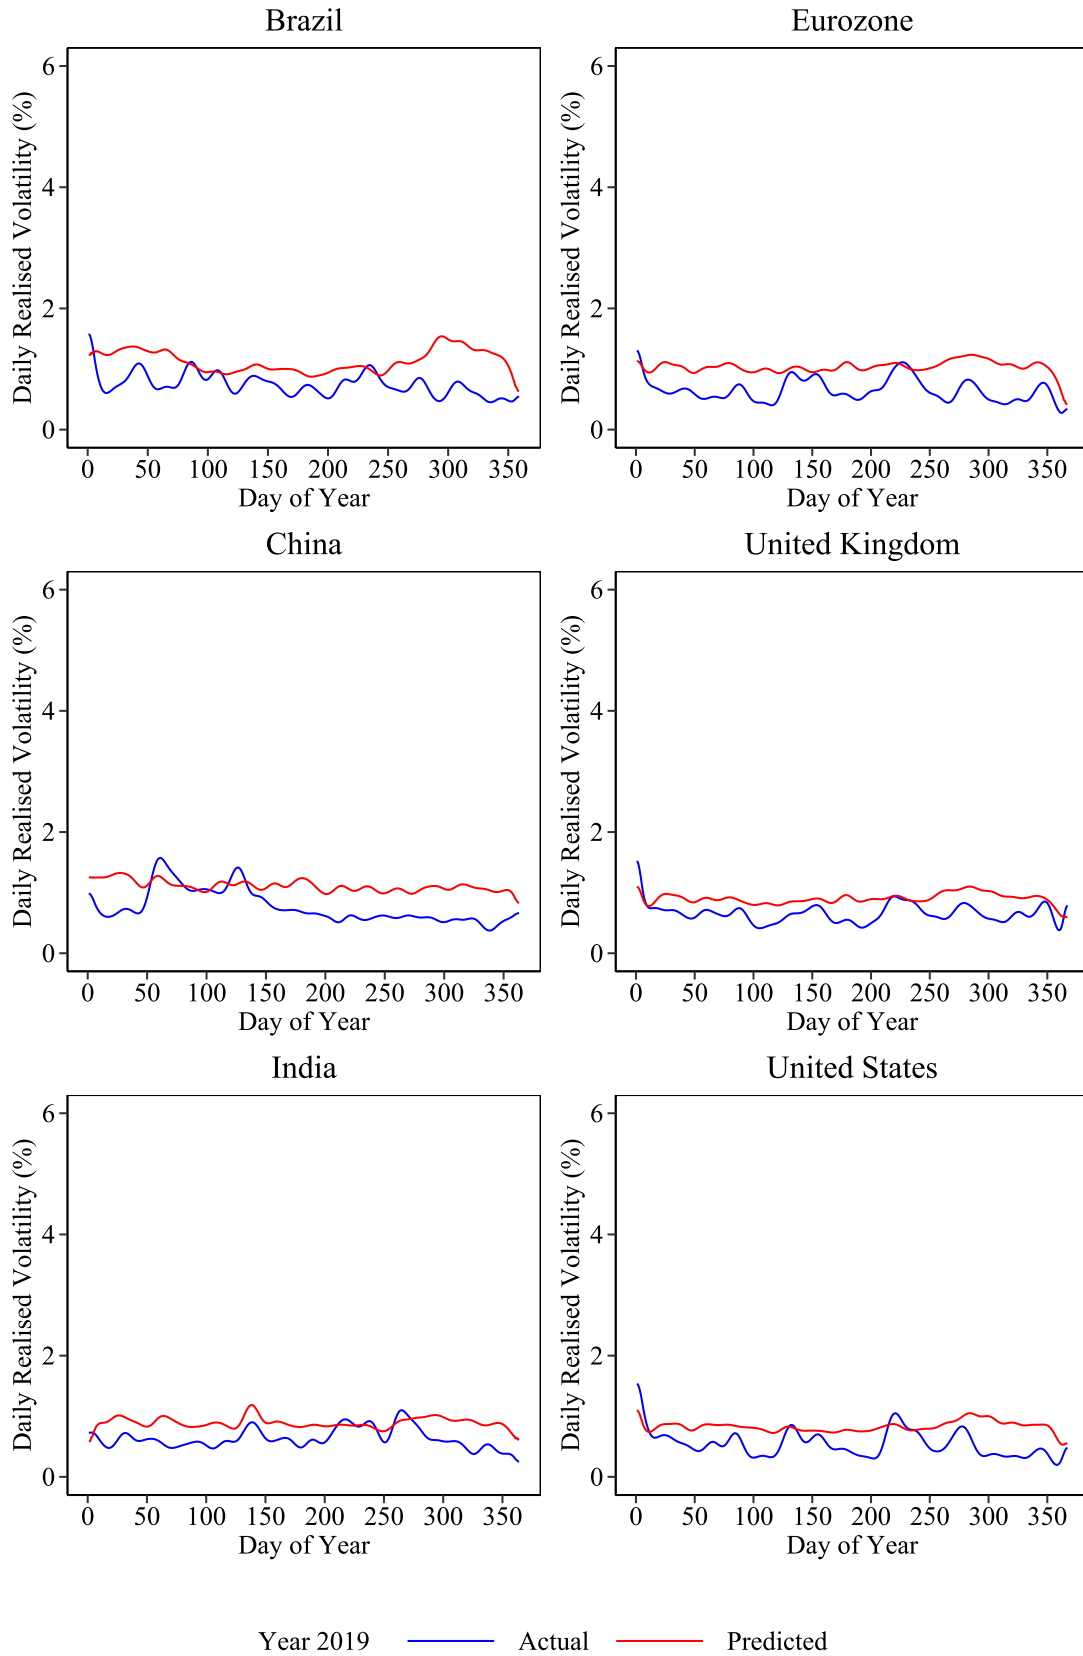 Brazil
Daily Realised Volatility (%)
6
4
2
0
0 50 100 150 200 250 300 350
Day of Year
Eurozone
Daily Realised Volatility (%)
6
4
2
0
0 50 100 150 200 250 300 350
Day of Year
China
Daily Realised Volatility (%)
6
4
2
0
0 50 100 150 200 250 300 350
Day of Year
United Kingdom
Daily Realised Volatility (%)
6
4
2
0
0 50 100 150 200 250 300 350
Day of Year
India
Daily Realised Volatility (%)
6
4
2
0
0 50 100 150 200 250 300 350
Day of Year
United States
Daily Realised Volatility (%)
6
4
2
0
0 50 100 150 200 250 300 350
Day of Year
Year 2019 Actual Predicted